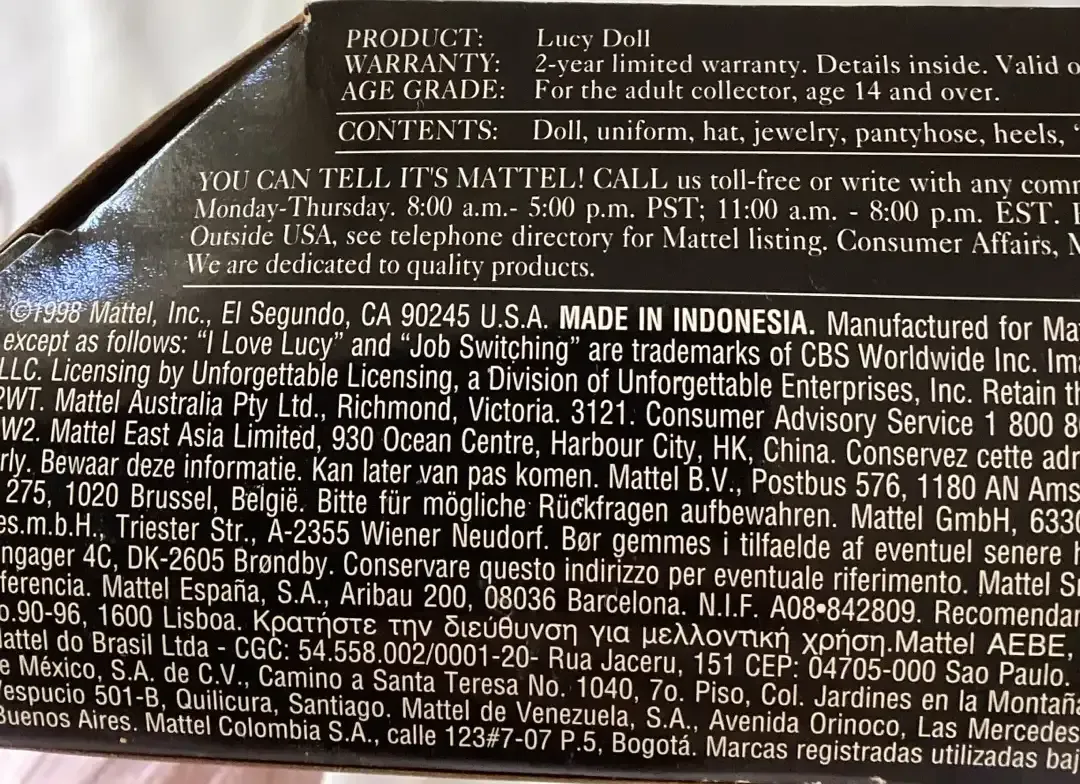 PRODUCT: Lucy Doll
WARRANTY: 2-year limited warranty. Details inside. Valid o
AGE GRADE: For the adult collector, age 14 and over.
CONTENTS: Doll, uniform, hat, jewelry, pantyhose, heels, "
YOU CAN TELL IT'S MATTEL! CALL us toll-free or write with any comm
Monday-Thursday. 8:00 a.m.- 5:00 p.m. PST; 11:00 a.m. - 8:00 p.m. EST.
Outside USA, see telephone directory for Mattel listing. Consumer Affairs, M
We are dedicated to quality products.
©1998 Mattel, Inc., El Segundo, CA 90245 U.S.A. MADE IN INDONESIA. Manufactured for Ma
except as follows: "I Love Lucy" and "Job Switching" are trademarks of CBS Worldwide Inc. Ima
LLC. Licensing by Unforgettable Licensing, a Division of Unforgettable Enterprises, Inc. Retain th
2WT. Mattel Australia Pty Ltd., Richmond, Victoria. 3121. Consumer Advisory Service 1 800 8
W2. Mattel East Asia Limited, 930 Ocean Centre, Harbour City, HK, China. Conservez cette adr
rly. Bewaar deze informatie. Kan later van pas komen. Mattel B.V., Postbus 576, 1180 AN Ams
275, 1020 Brussel, België. Bitte für mögliche Rückfragen aufbewahren. Mattel GmbH, 633
es.m.b.H., Triester Str., A-2355 Wiener Neudorf. Bør gemmes i tilfaelde af eventuel senere h
ngager 4C, DK-2605 Brøndby. Conservare questo indirizzo per eventuale riferimento. Mattel S
ferencia. Mattel España, S.A., Aribau 200, 08036 Barcelona. N.I.F. A08•842809. Recomendam
o.90-96, 1600 Lisboa. Κρατήστε την διεύθυνση για μελλοντική χρήση.Mattel AEBE,
attel do Brasil Ltda - CGC: 54.558.002/0001-20- Rua Jaceru, 151 CEP: 04705-000 Sao Paulo.
e México, S.A. de C.V., Camino a Santa Teresa No. 1040, 7o. Piso, Col. Jardines en la Montaña
espucio 501-B, Quilicura, Santiago. Mattel de Venezuela, S.A., Avenida Orinoco, Las Mercedes
Buenos Aires. Mattel Colombia S.A., calle 123#7-07 P.5, Bogotá. Marcas registradas utilizadas baj